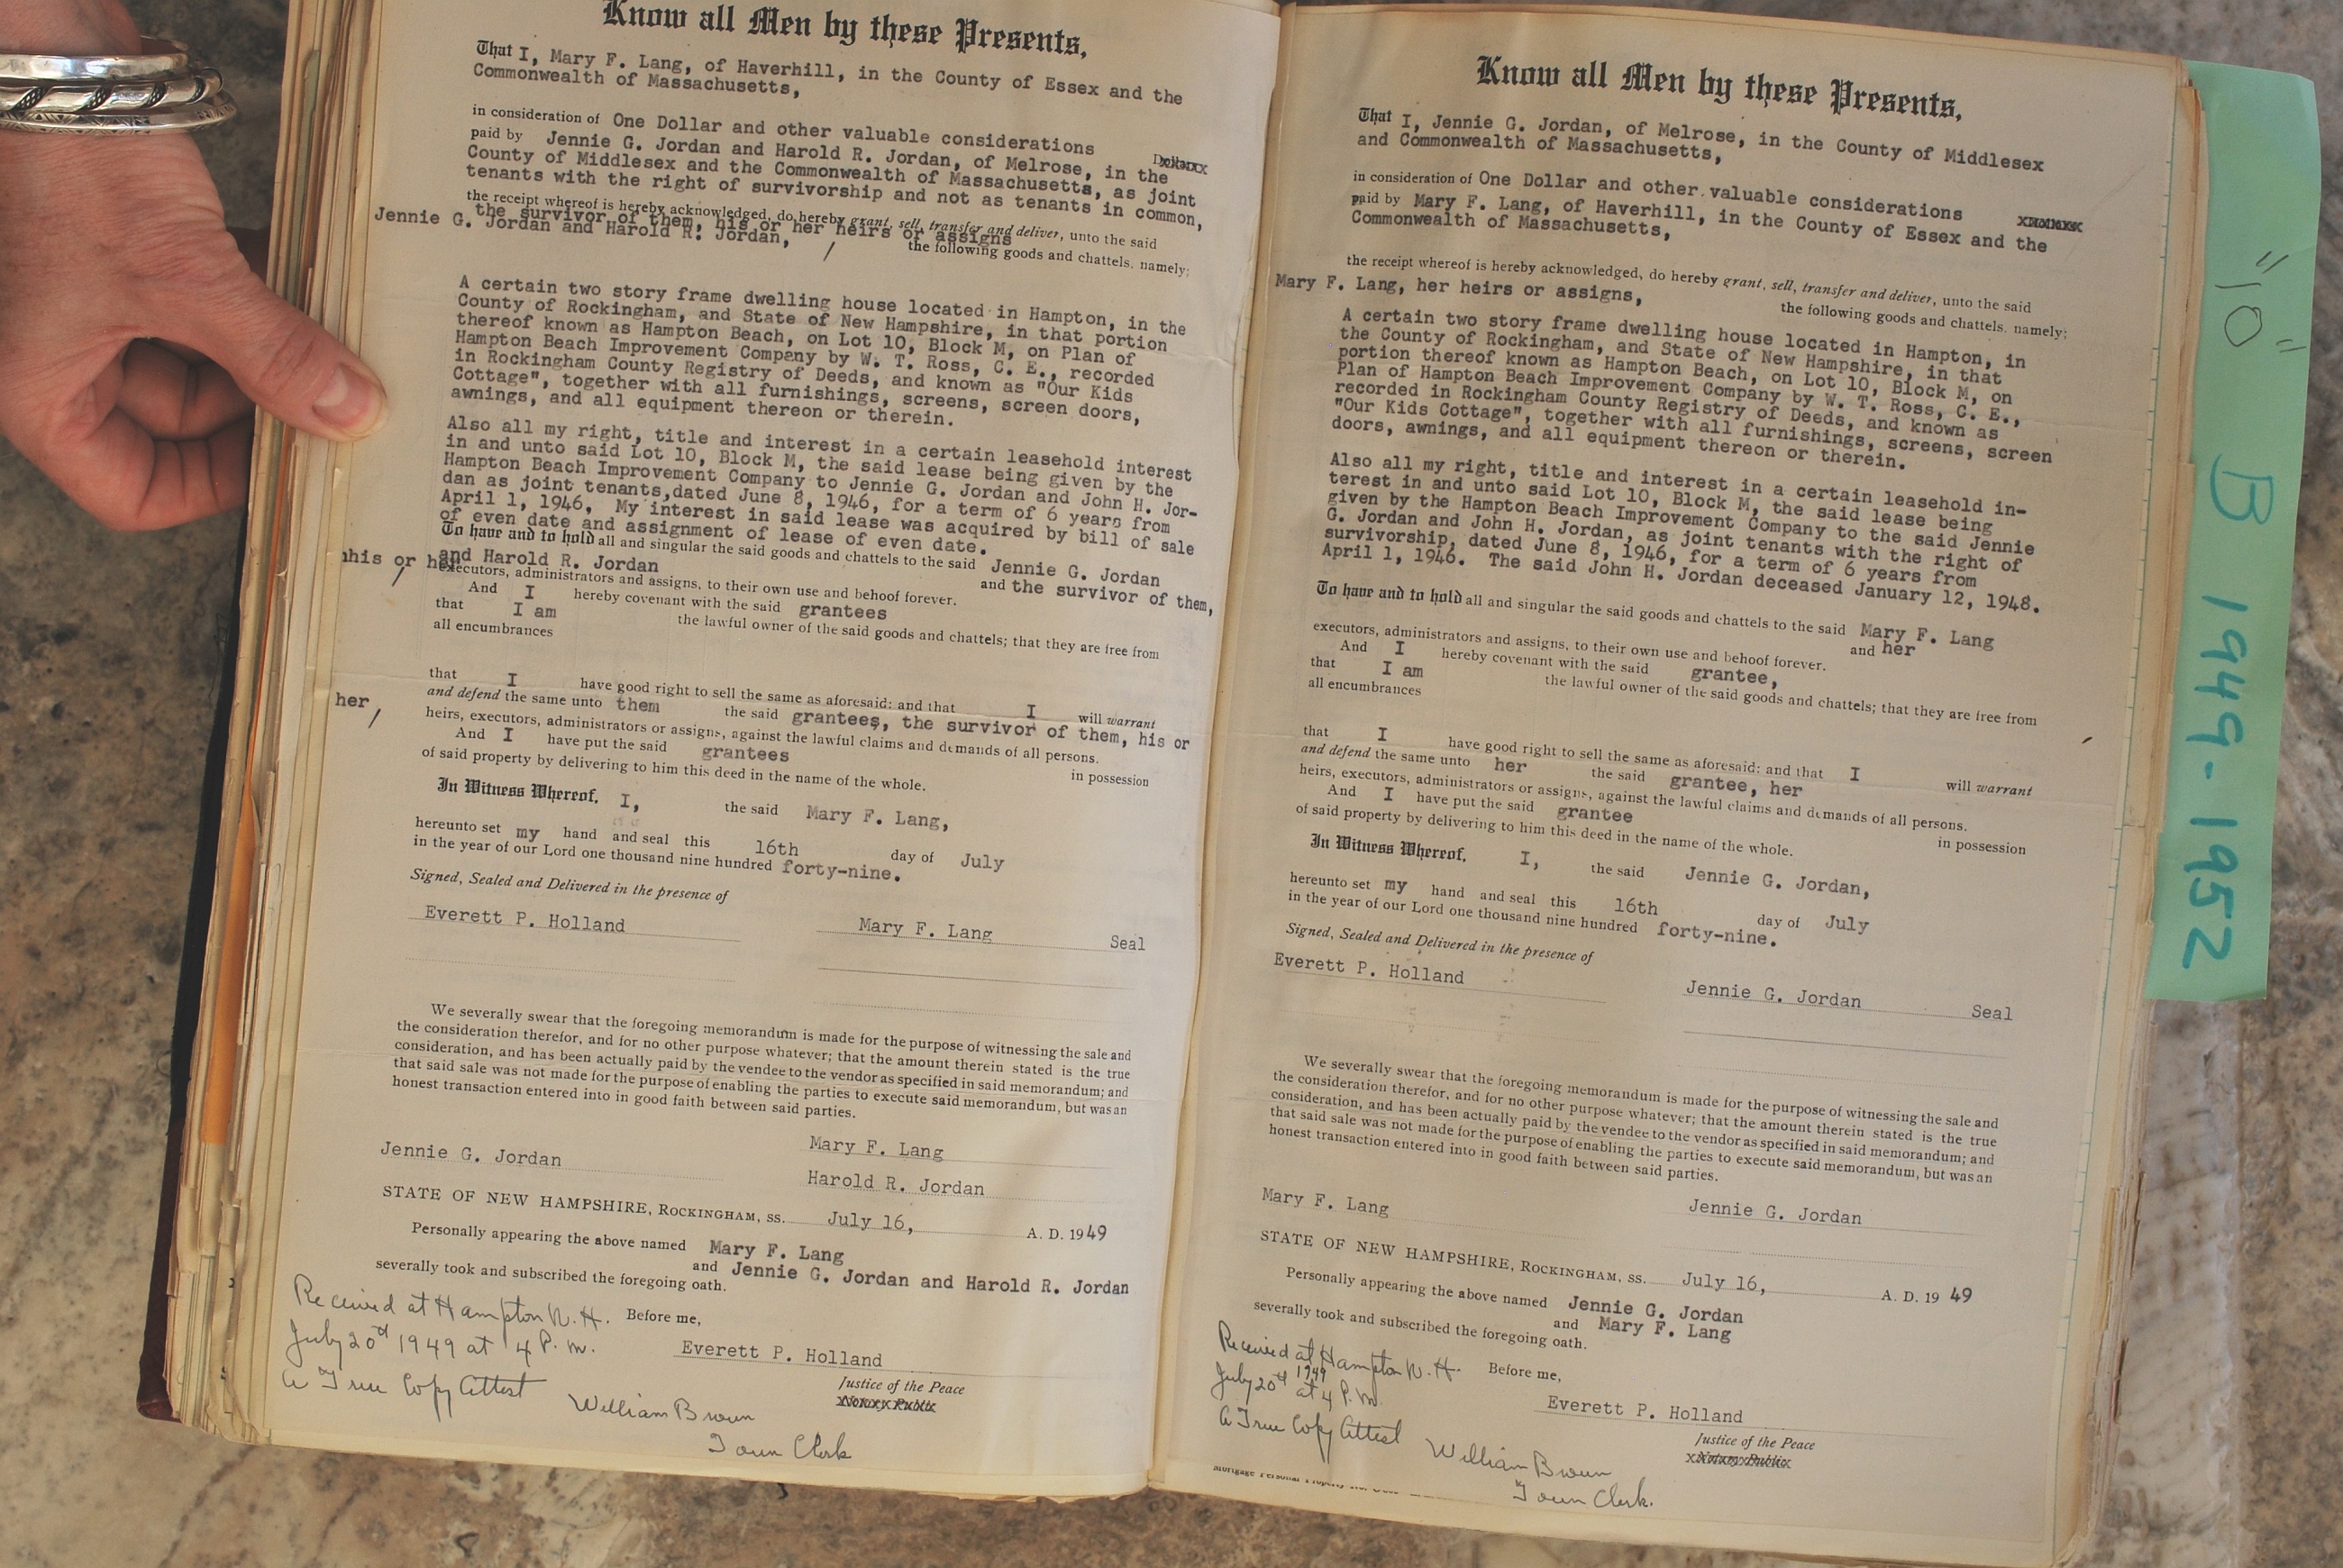 Know all Men by these Presents,
That I, Mary F. Lang, of Haverhill, in the County of Essex and the
Commonwealth of Massachusetts,
in consideration of One Dollar and other valuable considerations
paid by Jennie G. Jordan and Harold R. Jordan, of Melrose, in the
County of Middlesex and the Commonwealth of Massachusetts, as joint
tenants with the right of survivorship and not as tenants in common,
the receipt whereof is hereby acknowledged, do hereby grant, sell, transfer and deliver, unto the said
the survivor of them, his or her heirs or assigns
Jennie G. Jordan and Harold R. Jordan, / the following goods and chattels, namely;
A certain two story frame dwelling house located in Hampton, in the
County of Rockingham, and State of New Hampshire, in that portion
thereof known as Hampton Beach, on Lot 10, Block M, on Plan of
Hampton Beach Improvement Company by W. T. Ross, C. E., recorded
in Rockingham County Registry of Deeds, and known as "Our Kids
Cottage", together with all furnishings, screens, screen doors,
awnings, and all equipment thereon or therein.
Also all my right, title and interest in a certain leasehold interest
in and unto said Lot 10, Block M, the said lease being given by the
Hampton Beach Improvement Company to Jennie G. Jordan and John H. Jor-
dan as joint tenants,dated June 8, 1946, for a term of 6 years from
April 1, 1946. My interest in said lease was acquired by bill of sale
of even date and assignment of lease of even date.
To have and to hold all and singular the said goods and chattels to the said Jennie G. Jordan
and Harold R. Jordan and the survivor of them,
his or her / executors, administrators and assigns, to their own use and behoof forever.
And I hereby covenant with the said grantees
that I am the lawful owner of the said goods and chattels; that they are free from
all encumbrances
that I have good right to sell the same as aforesaid: and that I will warrant
and defend the same unto them the said grantees, the survivor of them, his or
her / heirs, executors, administrators or assigns, against the lawful claims and demands of all persons.
And I have put the said grantees in possession
of said property by delivering to him this deed in the name of the whole.
In Witness Whereof, I, the said Mary F. Lang,
hereunto set my hand and seal this 16th day of July
in the year of our Lord one thousand nine hundred forty-nine.
Signed, Sealed and Delivered in the presence of
Everett P. Holland Mary F. Lang Seal
We severally swear that the foregoing memorandum is made for the purpose of witnessing the sale and
the consideration therefor, and for no other purpose whatever; that the amount therein stated is the true
consideration, and has been actually paid by the vendee to the vendor as specified in said memorandum; and
that said sale was not made for the purpose of enabling the parties to execute said memorandum, but was an
honest transaction entered into in good faith between said parties.
Jennie G. Jordan Mary F. Lang
Harold R. Jordan
STATE OF NEW HAMPSHIRE, ROCKINGHAM, SS. July 16, A. D. 1949
Personally appearing the above named Mary F. Lang
and Jennie G. Jordan and Harold R. Jordan
severally took and subscribed the foregoing oath.
Received at Hampton N.H. Before me,
July 20th 1949 at 4 P.M.
Everett P. Holland
A True Copy Attest Justice of the Peace
William Brown Notary Public
Town Clerk
Know all Men by these Presents,
That I, Jennie G. Jordan, of Melrose, in the County of Middlesex
and Commonwealth of Massachusetts,
in consideration of One Dollar and other valuable considerations
paid by Mary F. Lang, of Haverhill, in the County of Essex and the
Commonwealth of Massachusetts,
the receipt whereof is hereby acknowledged, do hereby grant, sell, transfer and deliver, unto the said
Mary F. Lang, her heirs or assigns, the following goods and chattels, namely;
A certain two story frame dwelling house located in Hampton, in
the County of Rockingham, and State of New Hampshire, in that
portion thereof known as Hampton Beach, on Lot 10, Block M, on
Plan of Hampton Beach Improvement Company by W. T. Ross, C. E.,
recorded in Rockingham County Registry of Deeds, and known as
"Our Kids Cottage", together with all furnishings, screens, screen
doors, awnings, and all equipment thereon or therein.
Also all my right, title and interest in a certain leasehold in-
terest in and unto said Lot 10, Block M, the said lease being
given by the Hampton Beach Improvement Company to the said Jennie
G. Jordan and John H. Jordan, as joint tenants with the right of
survivorship, dated June 8, 1946, for a term of 6 years from
April 1, 1946. The said John H. Jordan deceased January 12, 1948.
To have and to hold all and singular the said goods and chattels to the said Mary F. Lang
and her
executors, administrators and assigns, to their own use and behoof forever.
And I hereby covenant with the said grantee,
that I am the lawful owner of the said goods and chattels; that they are free from
all encumbrances
that I have good right to sell the same as aforesaid: and that I will warrant
and defend the same unto her the said grantee, her
heirs, executors, administrators or assigns, against the lawful claims and demands of all persons.
And I have put the said grantee in possession
of said property by delivering to him this deed in the name of the whole.
In Witness Whereof, I, the said Jennie G. Jordan,
hereunto set my hand and seal this 16th day of July
in the year of our Lord one thousand nine hundred forty-nine.
Signed, Sealed and Delivered in the presence of
Everett P. Holland Jennie G. Jordan Seal
We severally swear that the foregoing memorandum is made for the purpose of witnessing the sale and
the consideration therefor, and for no other purpose whatever; that the amount therein stated is the true
consideration, and has been actually paid by the vendee to the vendor as specified in said memorandum; and
that said sale was not made for the purpose of enabling the parties to execute said memorandum, but was an
honest transaction entered into in good faith between said parties.
Mary F. Lang Jennie G. Jordan
STATE OF NEW HAMPSHIRE, ROCKINGHAM, SS. July 16, A. D. 1949
Personally appearing the above named Jennie G. Jordan
and Mary F. Lang
severally took and subscribed the foregoing oath.
Received at Hampton N.H. Before me,
July 20th 1949 at 4 P.M.
Everett P. Holland
A True Copy Attest Justice of the Peace
William Brown Notary Public
Town Clerk.
"10" B 1949-1952